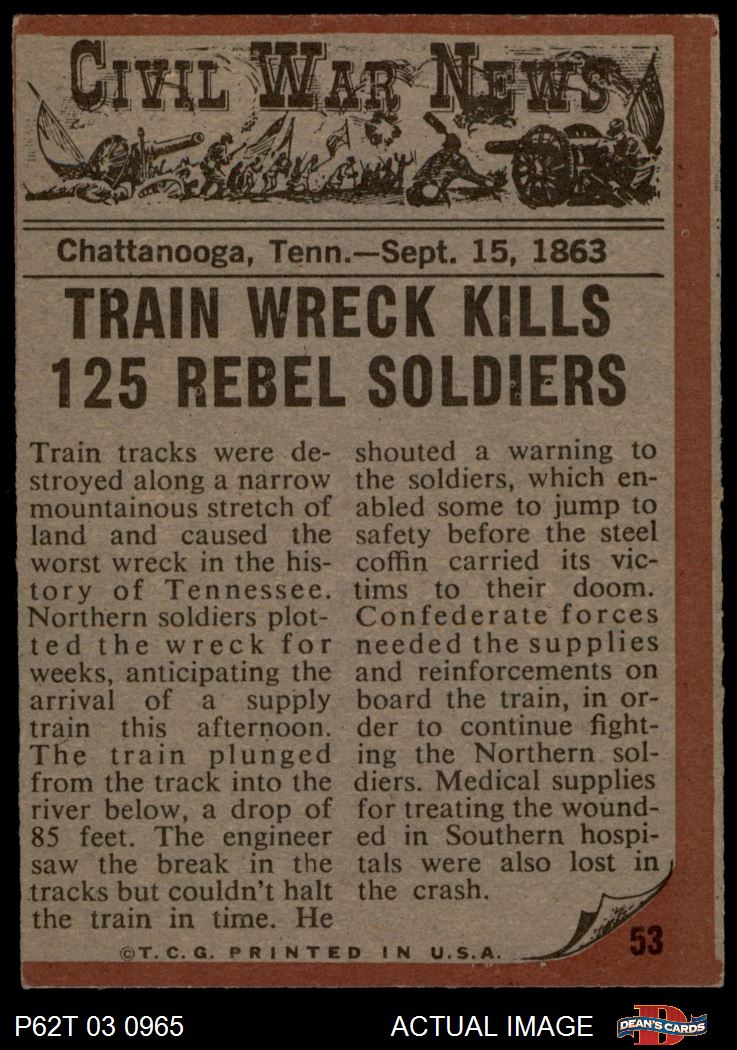 CIVIL WAR NEWS
Chattanooga, Tenn.—Sept. 15, 1863
TRAIN WRECK KILLS
125 REBEL SOLDIERS
Train tracks were de-
stroyed along a narrow
mountainous stretch of
land and caused the
worst wreck in the his-
tory of Tennessee.
Northern soldiers plot-
ted the wreck for
weeks, anticipating the
arrival of a supply
train this afternoon.
The train plunged
from the track into the
river below, a drop of
85 feet. The engineer
saw the break in the
tracks but couldn't halt
the train in time. He
shouted a warning to
the soldiers, which en-
abled some to jump to
safety before the steel
coffin carried its vic-
tims to their doom.
Confederate forces
needed the supplies
and reinforcements on
board the train, in or-
der to continue fight-
ing the Northern sol-
diers. Medical supplies
for treating the wound-
ed in Southern hospi-
tals were also lost in
the crash.
©T. C. G. PRINTED IN U.S.A.
53
P62T 03 0965
ACTUAL IMAGE
D
DEAN'S CARDS